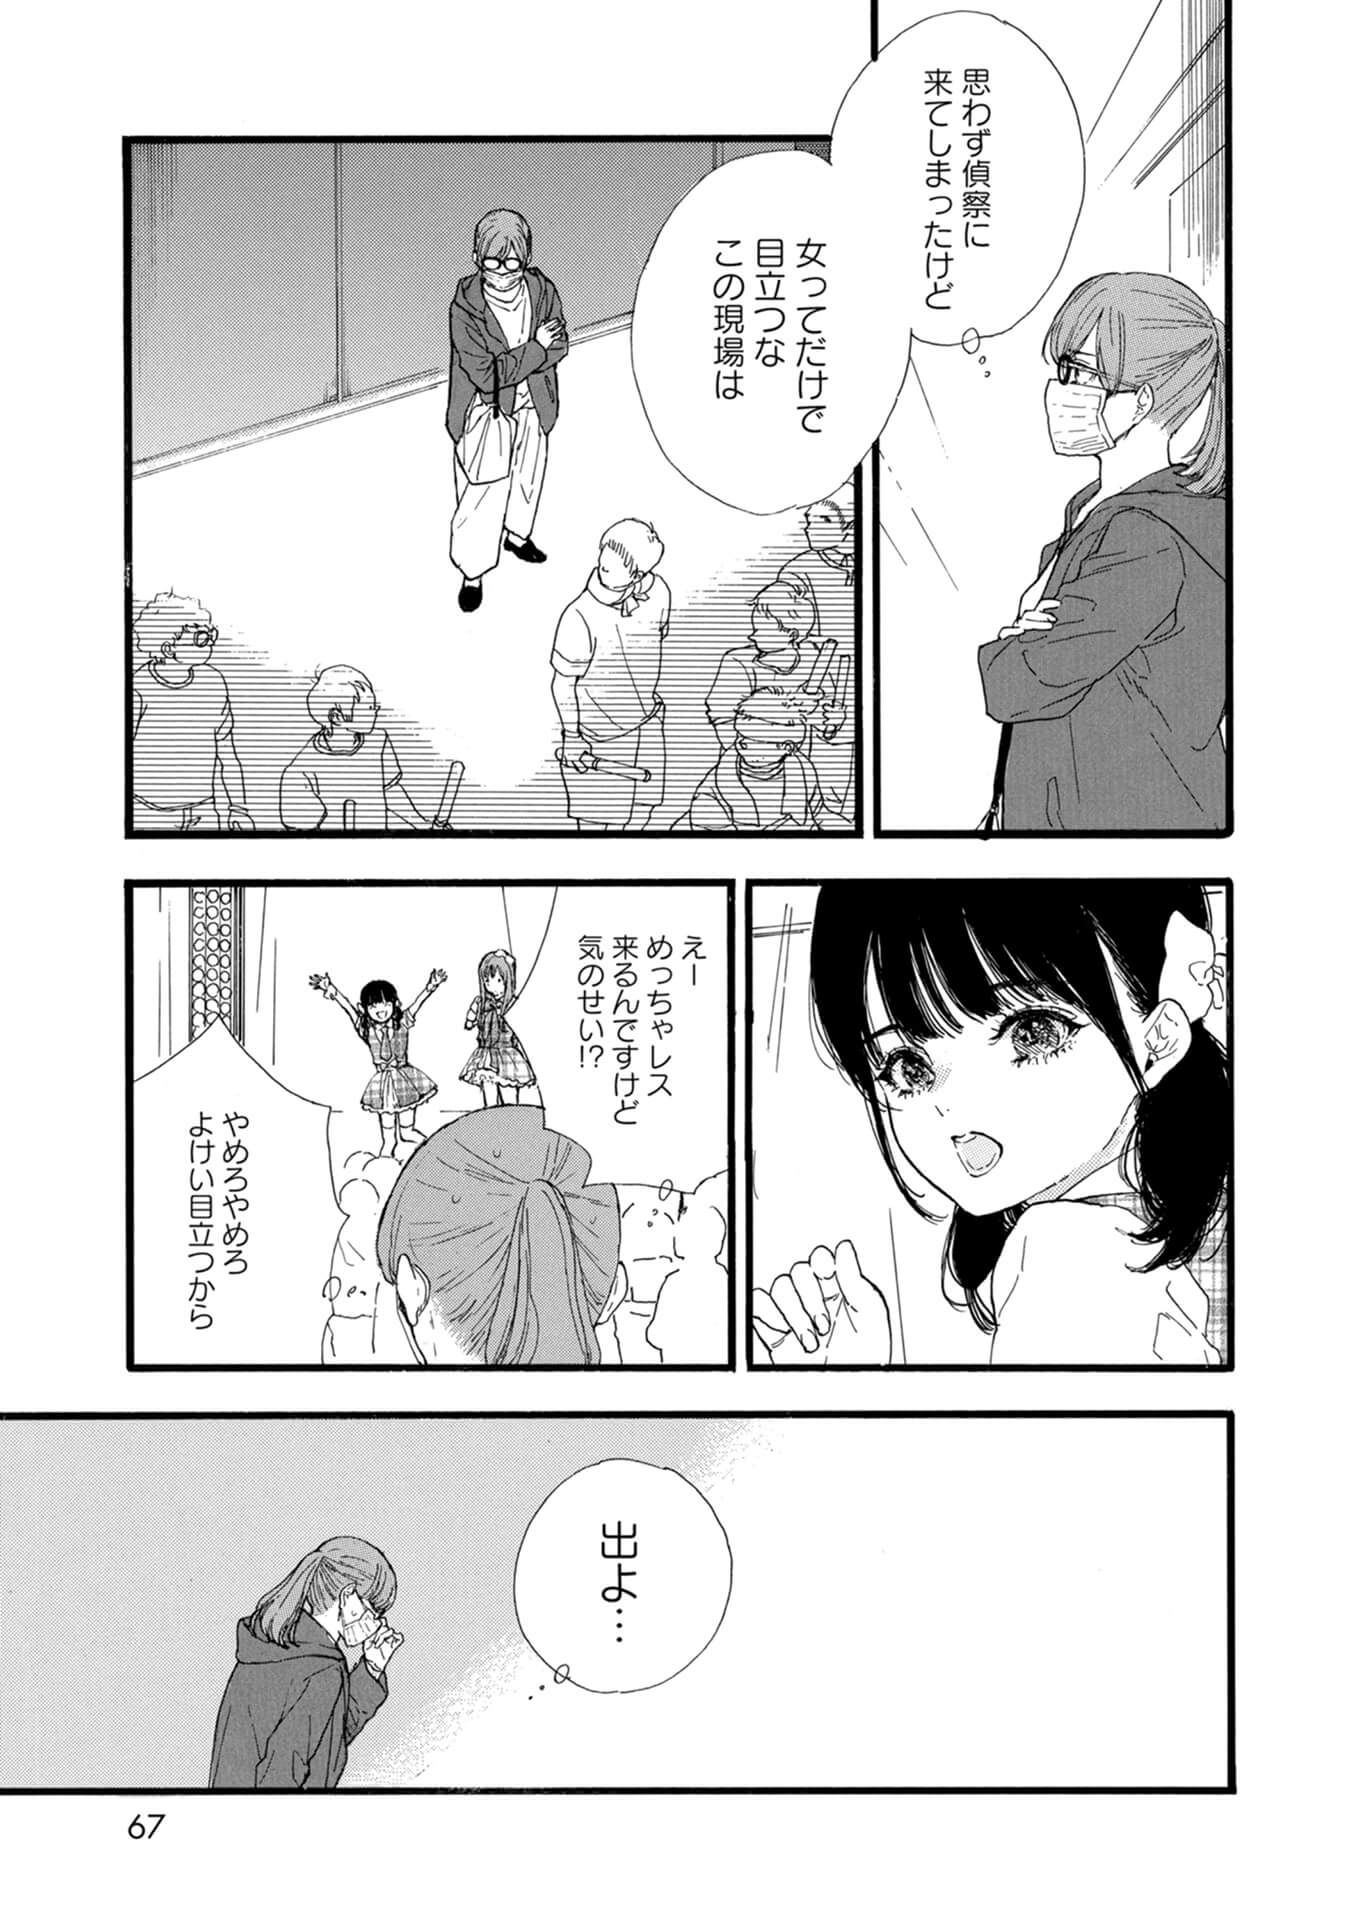 思わず偵察に
来てしまったけど
女ってだけで
目立つな
この現場は
えー
めっちゃレス
来るんですけど
気のせい!?
やめろやめろ
よけい目立つから
出よ…
67